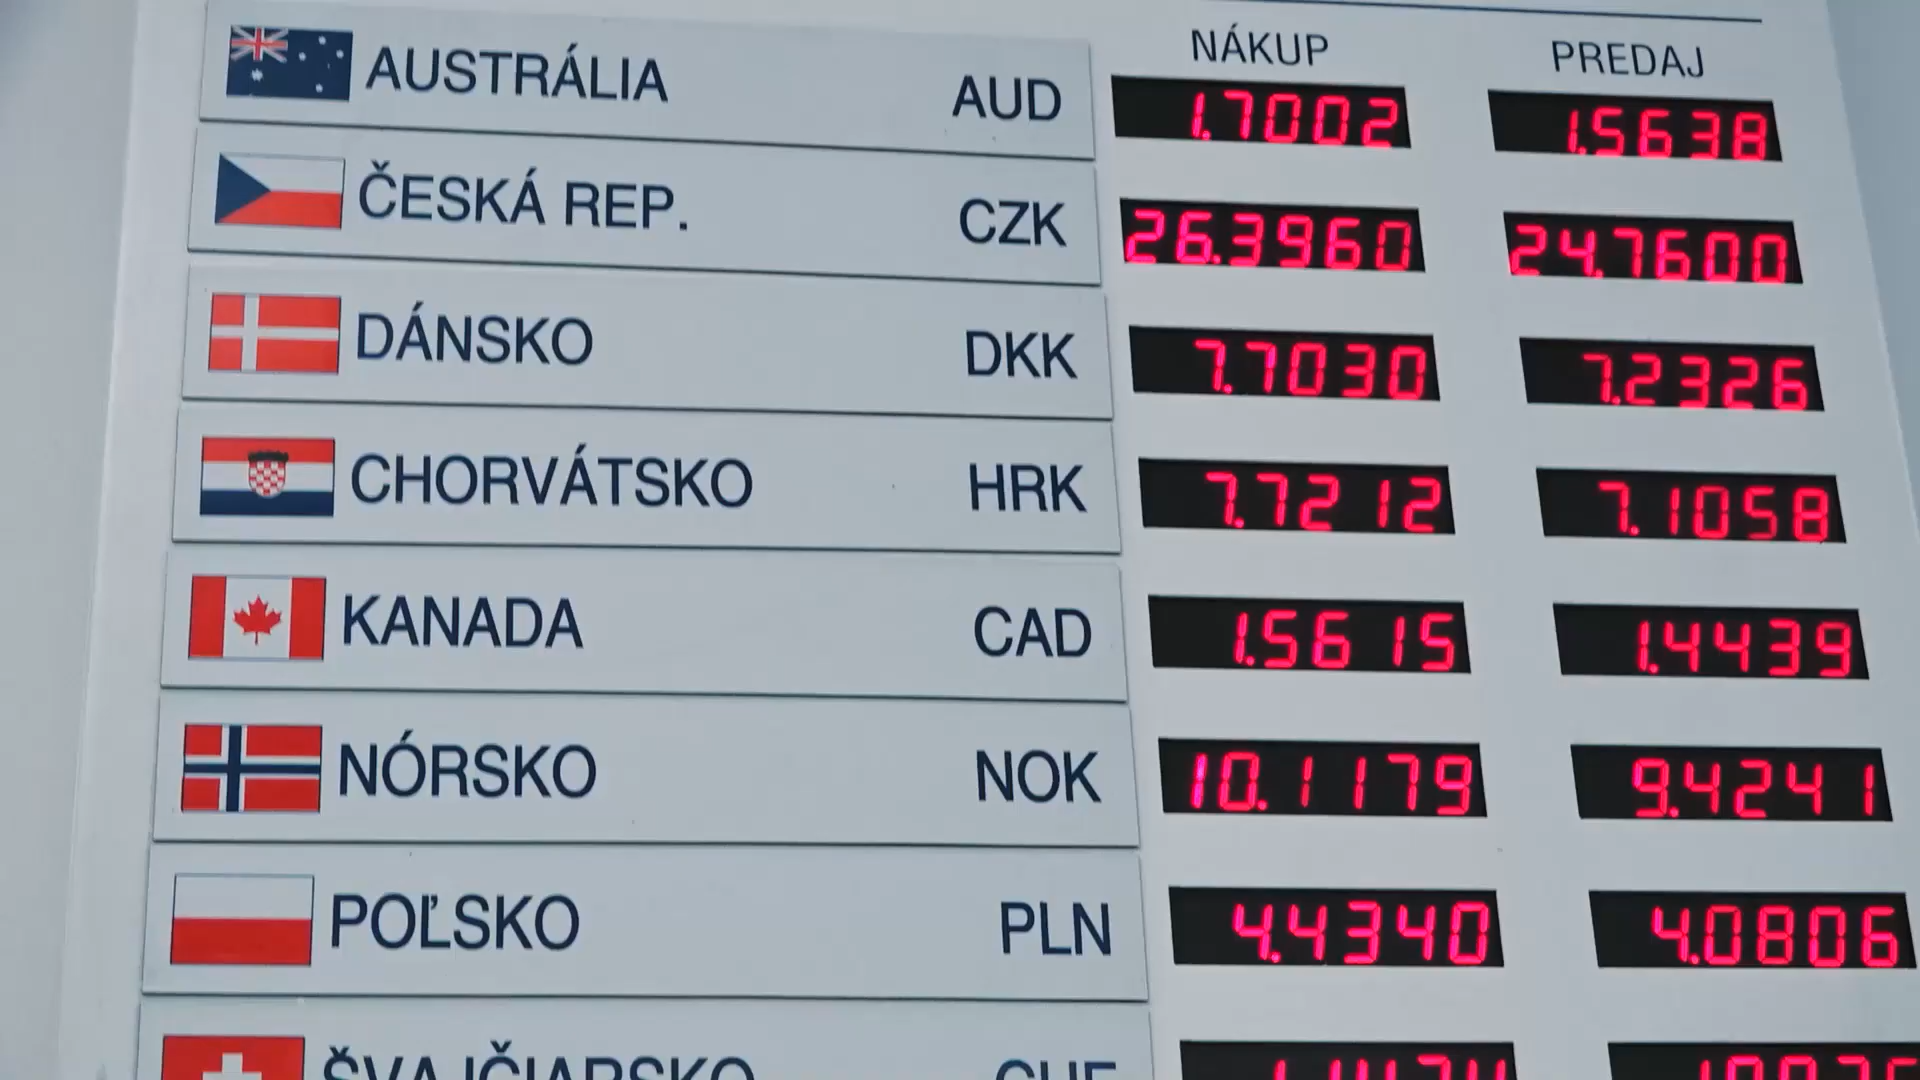 NÁKUP PREDAJ
AUSTRÁLIA AUD 1.7002 1.5638
ČESKÁ REP. CZK 26.3960 24.7600
DÁNSKO DKK 7.7030 7.2326
CHORVÁTSKO HRK 7.7212 7.1058
KANADA CAD 1.5615 1.4439
NÓRSKO NOK 10.1179 9.4241
POĽSKO PLN 4.4340 4.0806
ŠVAJČIARSKO CHF